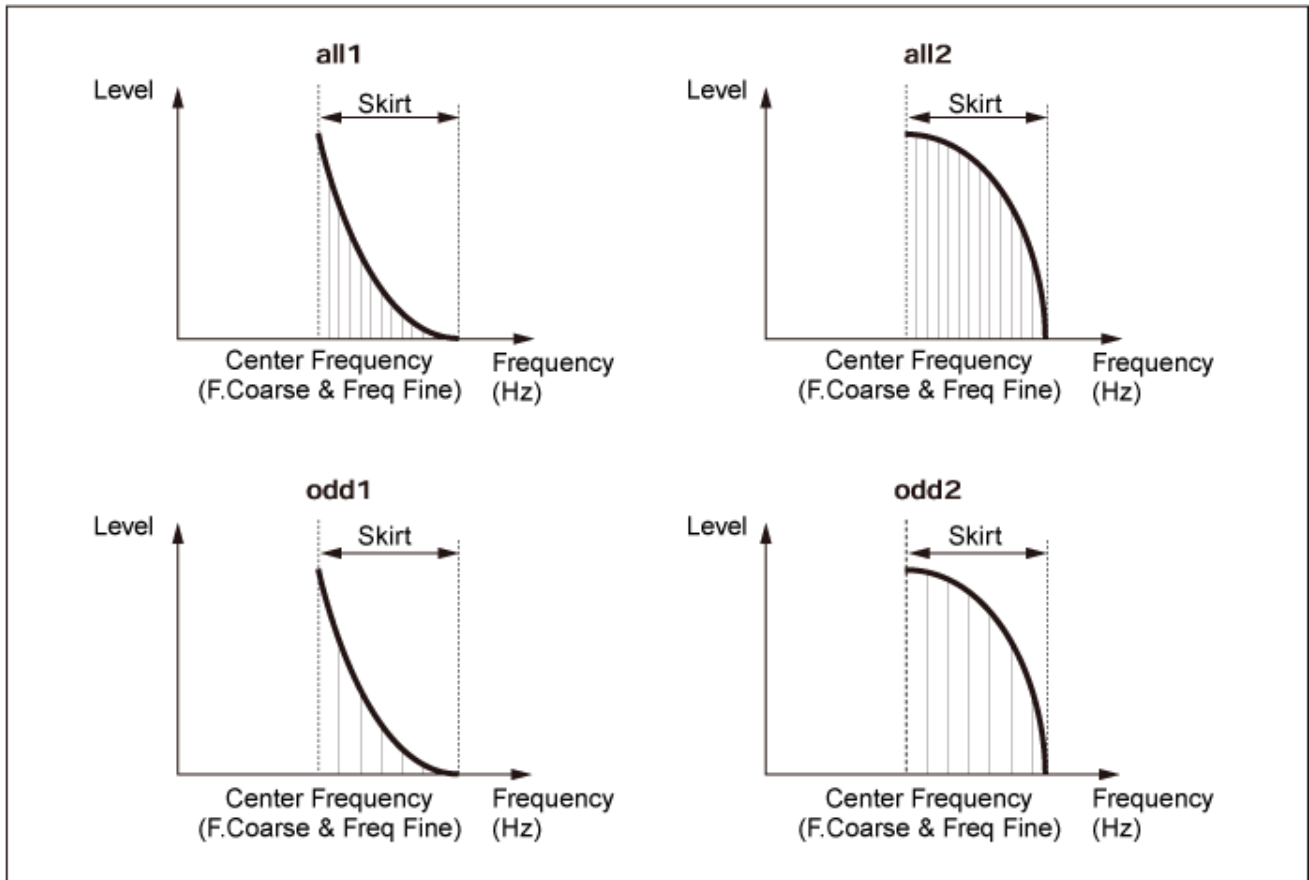 all1
Level
Skirt
Center Frequency
(F.Coarse & Freq Fine)
Frequency
(Hz)
all2
Level
Skirt
Center Frequency
(F.Coarse & Freq Fine)
Frequency
(Hz)
odd1
Level
Skirt
Center Frequency
(F.Coarse & Freq Fine)
Frequency
(Hz)
odd2
Level
Skirt
Center Frequency
(F.Coarse & Freq Fine)
Frequency
(Hz)